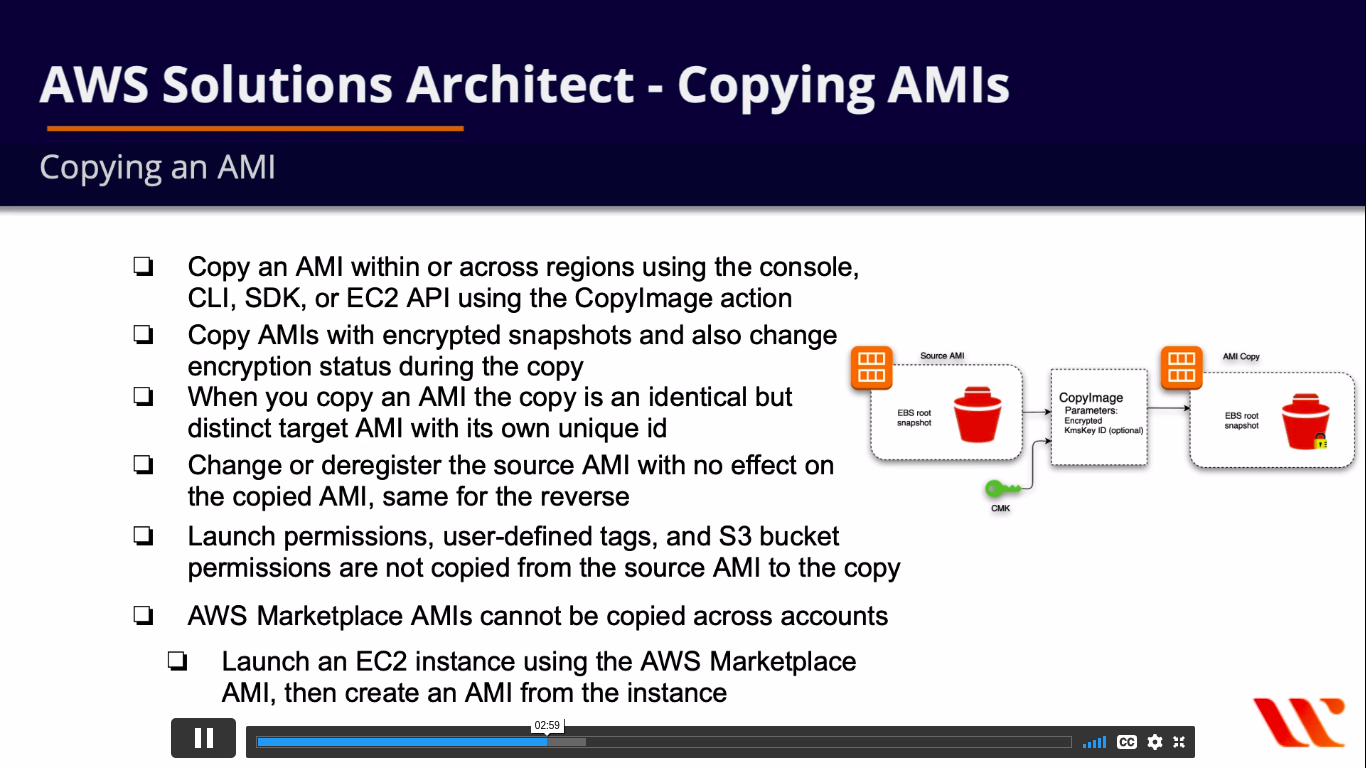 AWS Solutions Architect - Copying AMIs
Copying an AMI
Copy an AMI within or across regions using the console,
CLI, SDK, or EC2 API using the CopyImage action
Copy AMIs with encrypted snapshots and also change
encryption status during the copy
When you copy an AMI the copy is an identical but
distinct target AMI with its own unique id
Change or deregister the source AMI with no effect on
the copied AMI, same for the reverse
Launch permissions, user-defined tags, and S3 bucket
permissions are not copied from the source AMI to the copy
AWS Marketplace AMIs cannot be copied across accounts
Launch an EC2 instance using the AWS Marketplace
AMI, then create an AMI from the instance
Source AMI
EBS root
snapshot
CMK
CopyImage
Parameters:
Encrypted
KmsKey ID (optional)
AMI Copy
EBS root
snapshot
02:59
CC